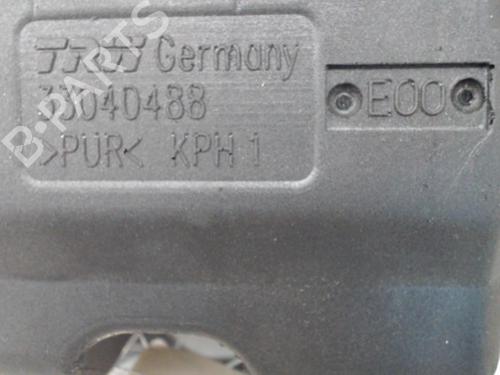 TRW Germany
33040488
>PUR< KPH 1
E00
B-PARTS